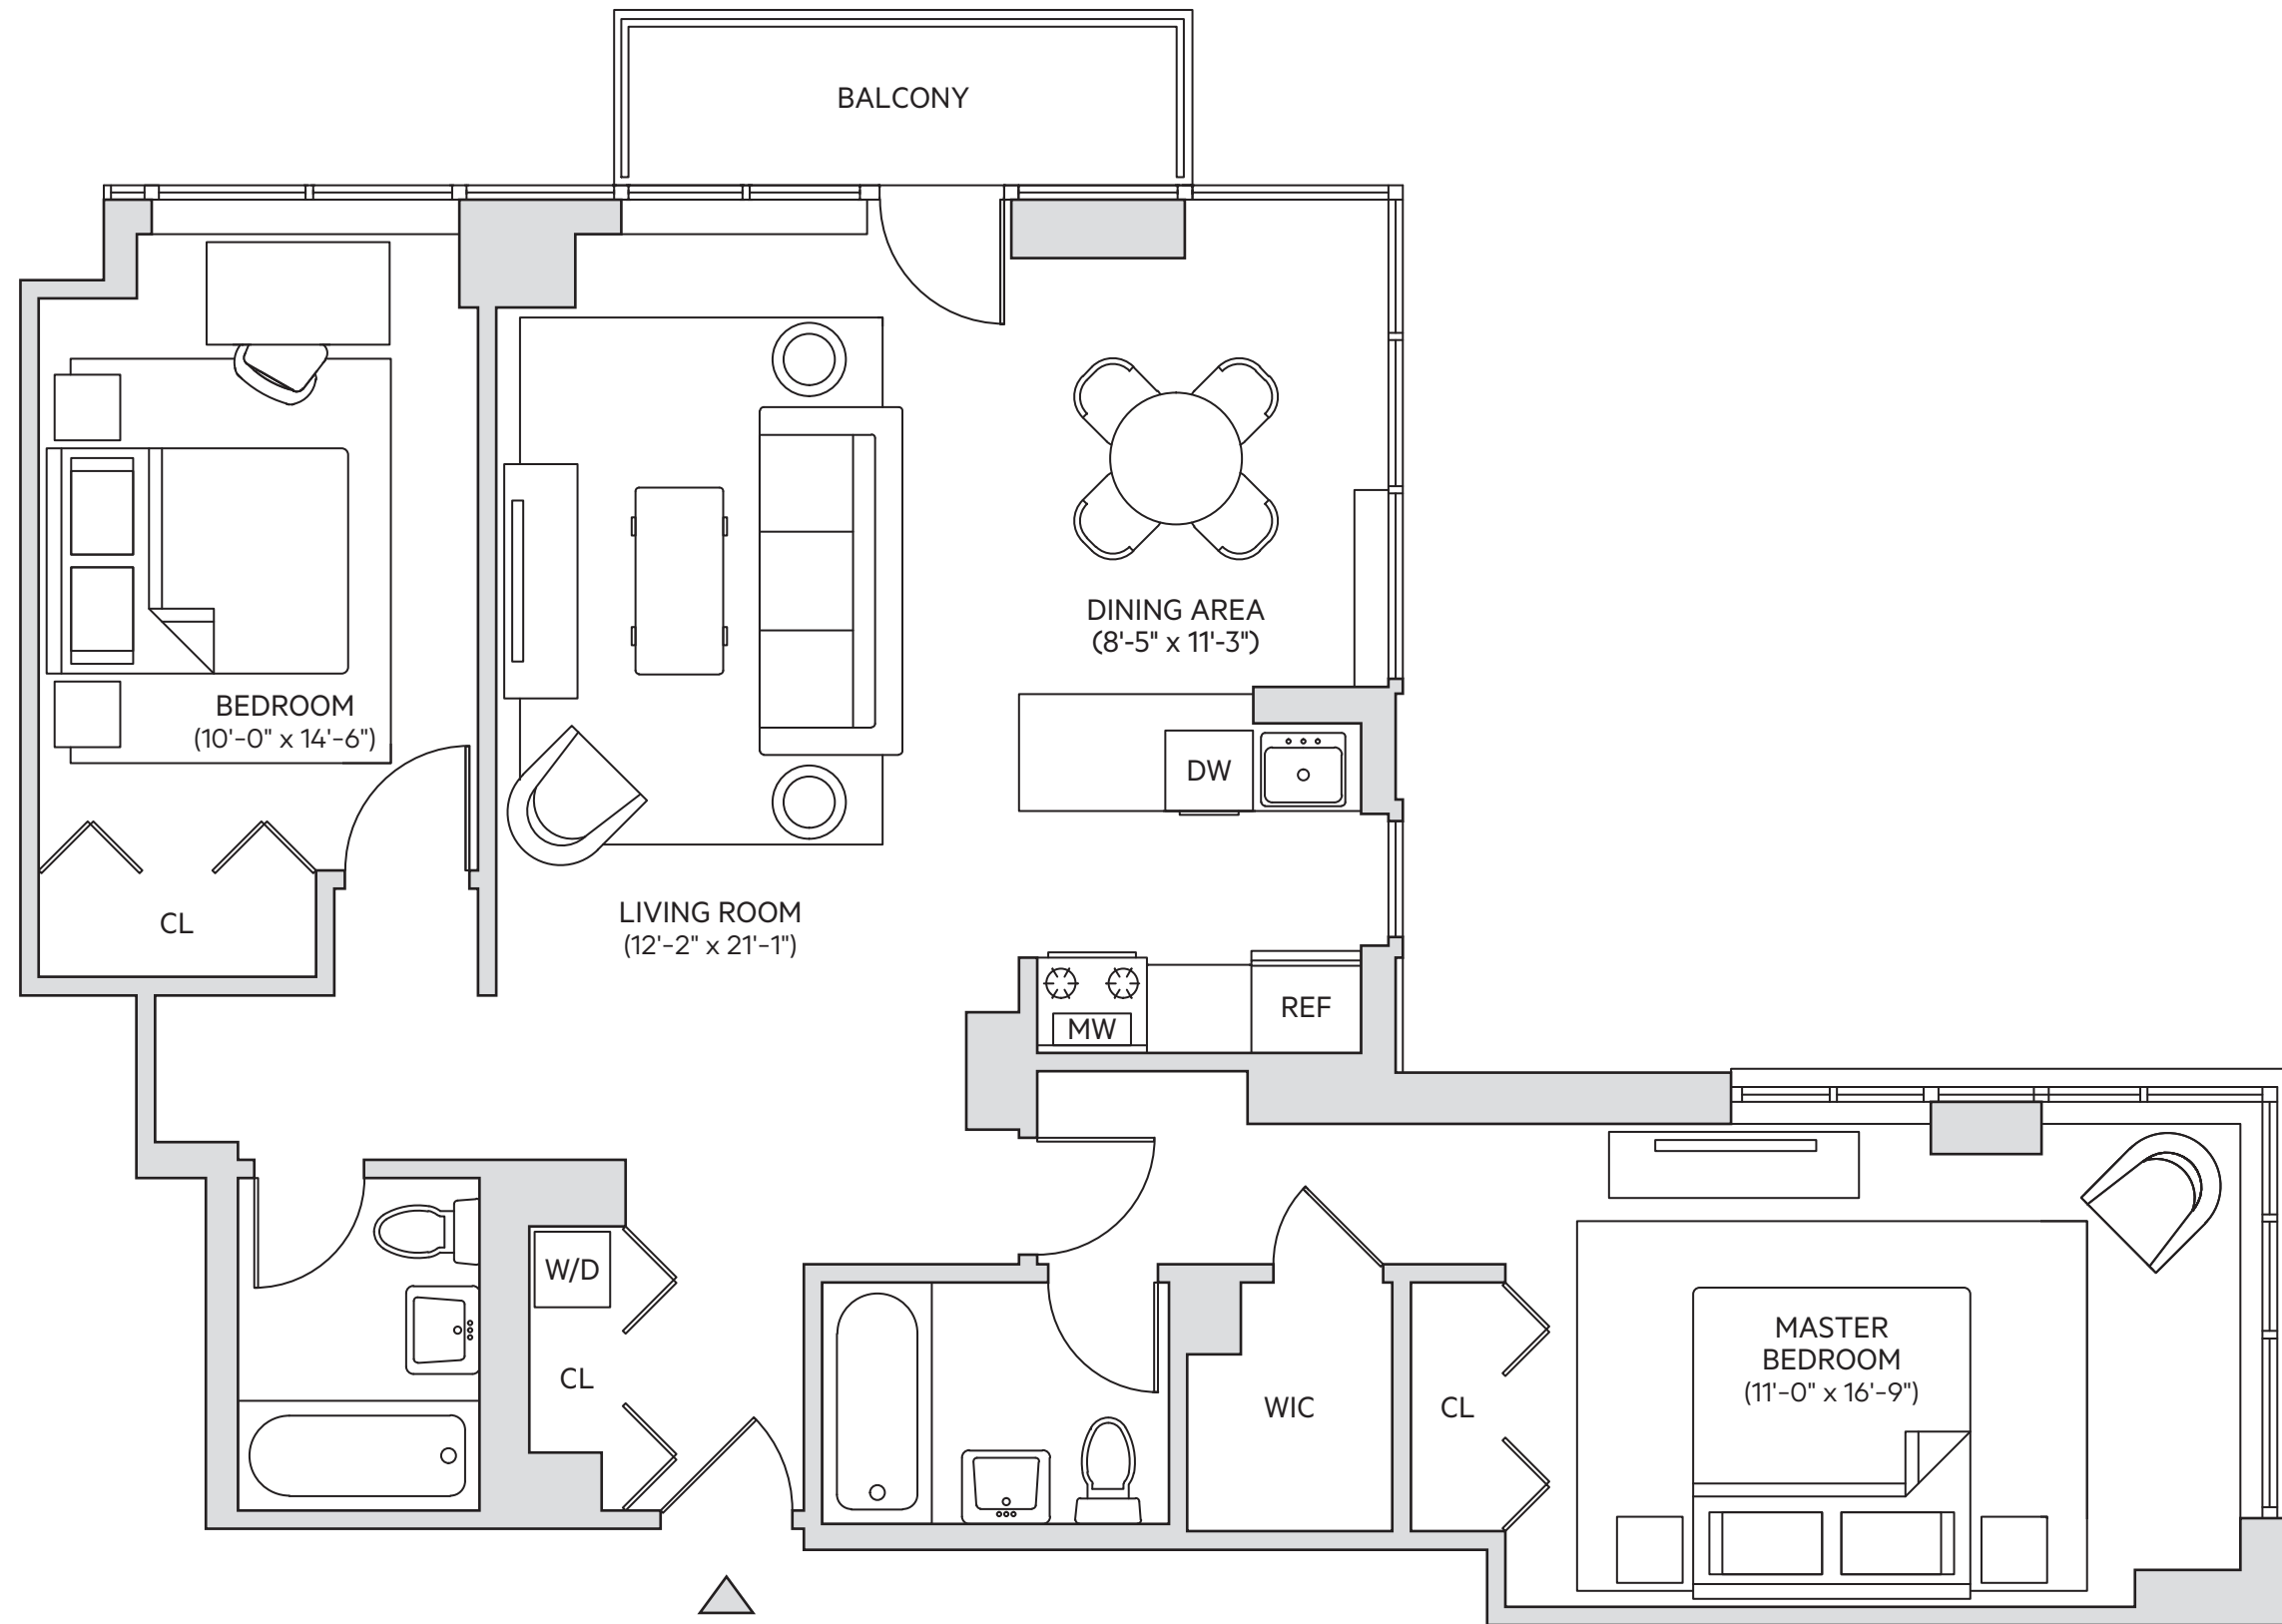 BALCONY
DINING AREA
(8'-5" x 11'-3")
BEDROOM
(10'-0" x 14'-6")
DW
CL
LIVING ROOM
(12'-2" x 21'-1")
REF
MW
W/D
CL
WIC
CL
MASTER
BEDROOM
(11'-0" x 16'-9")